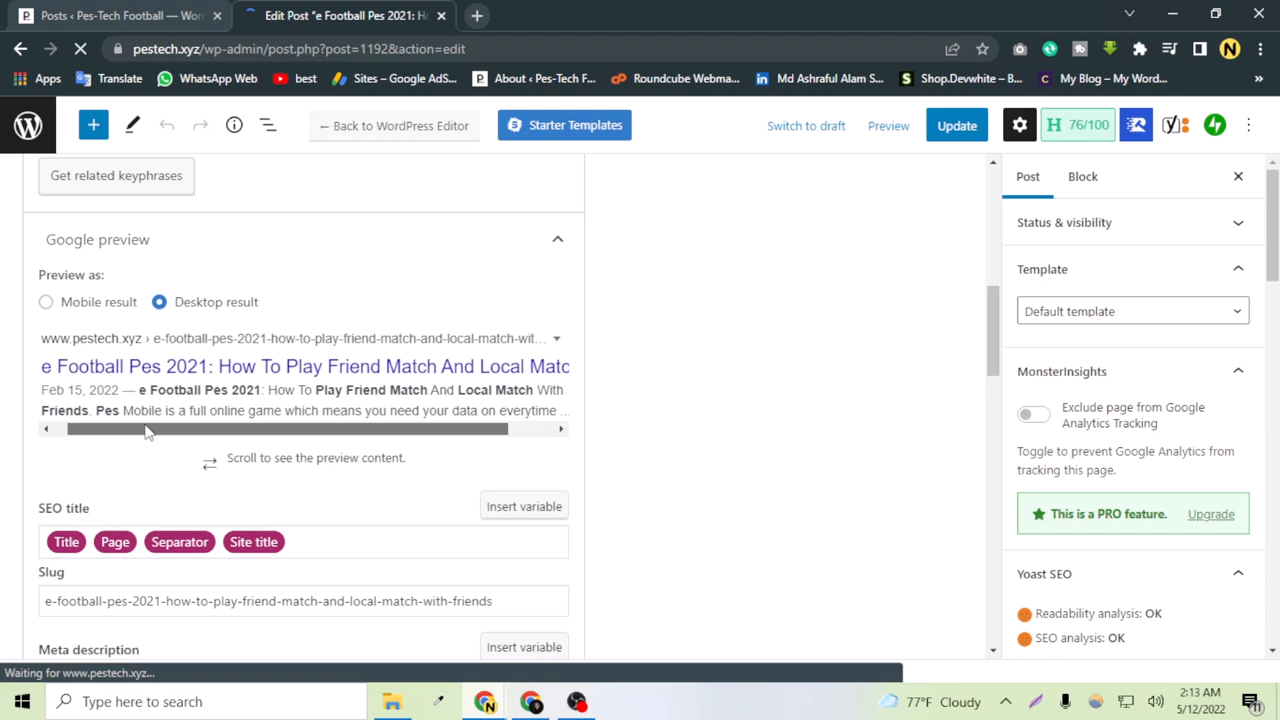 Posts ‹ Pes-Tech Football — Wor
Edit Post "e Football Pes 2021: Ho
pestech.xyz/wp-admin/post.php?post=1192&action=edit
N
Apps
Translate
WhatsApp Web
best
Sites – Google AdS...
About ‹ Pes-Tech F...
Roundcube Webma...
Md Ashraful Alam S...
Shop.Devwhite – B...
My Blog – My Word...
»
← Back to WordPress Editor
Starter Templates
Switch to draft
Preview
Update
H 76/100
Get related keyphrases
Post
Block
Google preview
Status & visibility
Preview as:
Template
Mobile result
Desktop result
Default template
www.pestech.xyz › e-football-pes-2021-how-to-play-friend-match-and-local-match-wit...
e Football Pes 2021: How To Play Friend Match And Local Matc
MonsterInsights
Feb 15, 2022 — e Football Pes 2021: How To Play Friend Match And Local Match With
Friends. Pes Mobile is a full online game which means you need your data on everytime ...
Exclude page from Google
Analytics Tracking
Toggle to prevent Google Analytics from
tracking this page.
Scroll to see the preview content.
SEO title
Insert variable
This is a PRO feature.
Upgrade
Title
Page
Separator
Site title
Slug
Yoast SEO
e-football-pes-2021-how-to-play-friend-match-and-local-match-with-friends
Readability analysis: OK
SEO analysis: OK
Meta description
Insert variable
Waiting for www.pestech.xyz...
Type here to search
77°F Cloudy
2:13 AM
5/12/2022